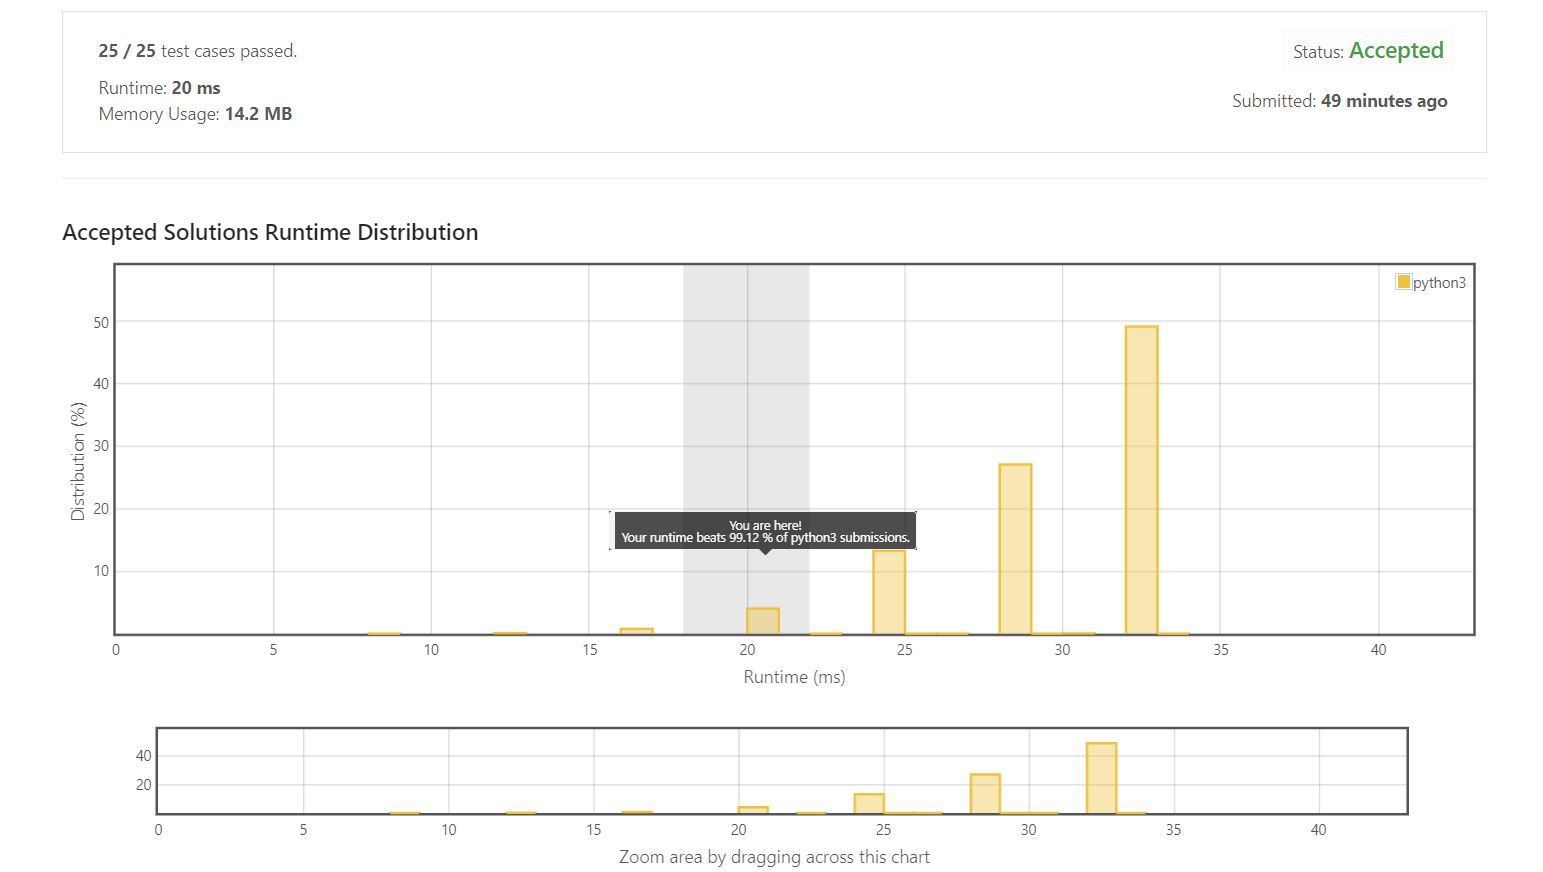 25 / 25 test cases passed.
Status: Accepted
Runtime: 20 ms
Submitted: 49 minutes ago
Memory Usage: 14.2 MB
Accepted Solutions Runtime Distribution
python3
50
40
30
20
10
Distribution (%)
You are here!
Your runtime beats 99.12 % of python3 submissions.
0 5 10 15 20 25 30 35 40
Runtime (ms)
40
20
0 5 10 15 20 25 30 35 40
Zoom area by dragging across this chart